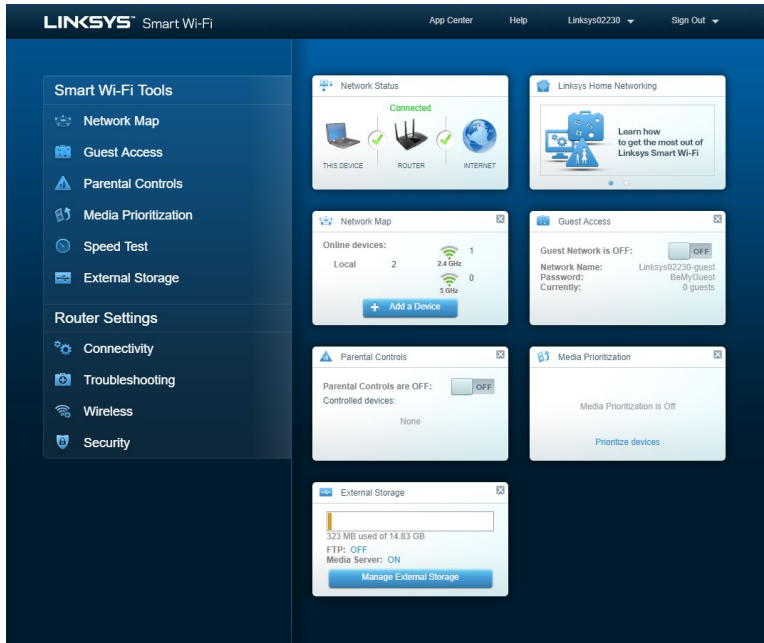 LINKSYS™ Smart Wi-Fi
App Center Help Linksys02230 Sign Out
Smart Wi-Fi Tools
Network Map
Guest Access
Parental Controls
Media Prioritization
Speed Test
External Storage
Router Settings
Connectivity
Troubleshooting
Wireless
Security
Network Status
Connected
THIS DEVICE ROUTER INTERNET
Linksys Home Networking
Learn how
to get the most out of
Linksys Smart Wi-Fi
Network Map
Online devices:
Local 2
1
2.4 GHz
0
5 GHz
+ Add a Device
Guest Access
Guest Network is OFF: OFF
Network Name: Linksys02230-guest
Password: BeMyGuest
Currently: 0 guests
Parental Controls
Parental Controls are OFF: OFF
Controlled devices:
None
Media Prioritization
Media Prioritization is Off
Prioritize devices
External Storage
323 MB used of 14.83 GB
FTP: OFF
Media Server: ON
Manage External Storage